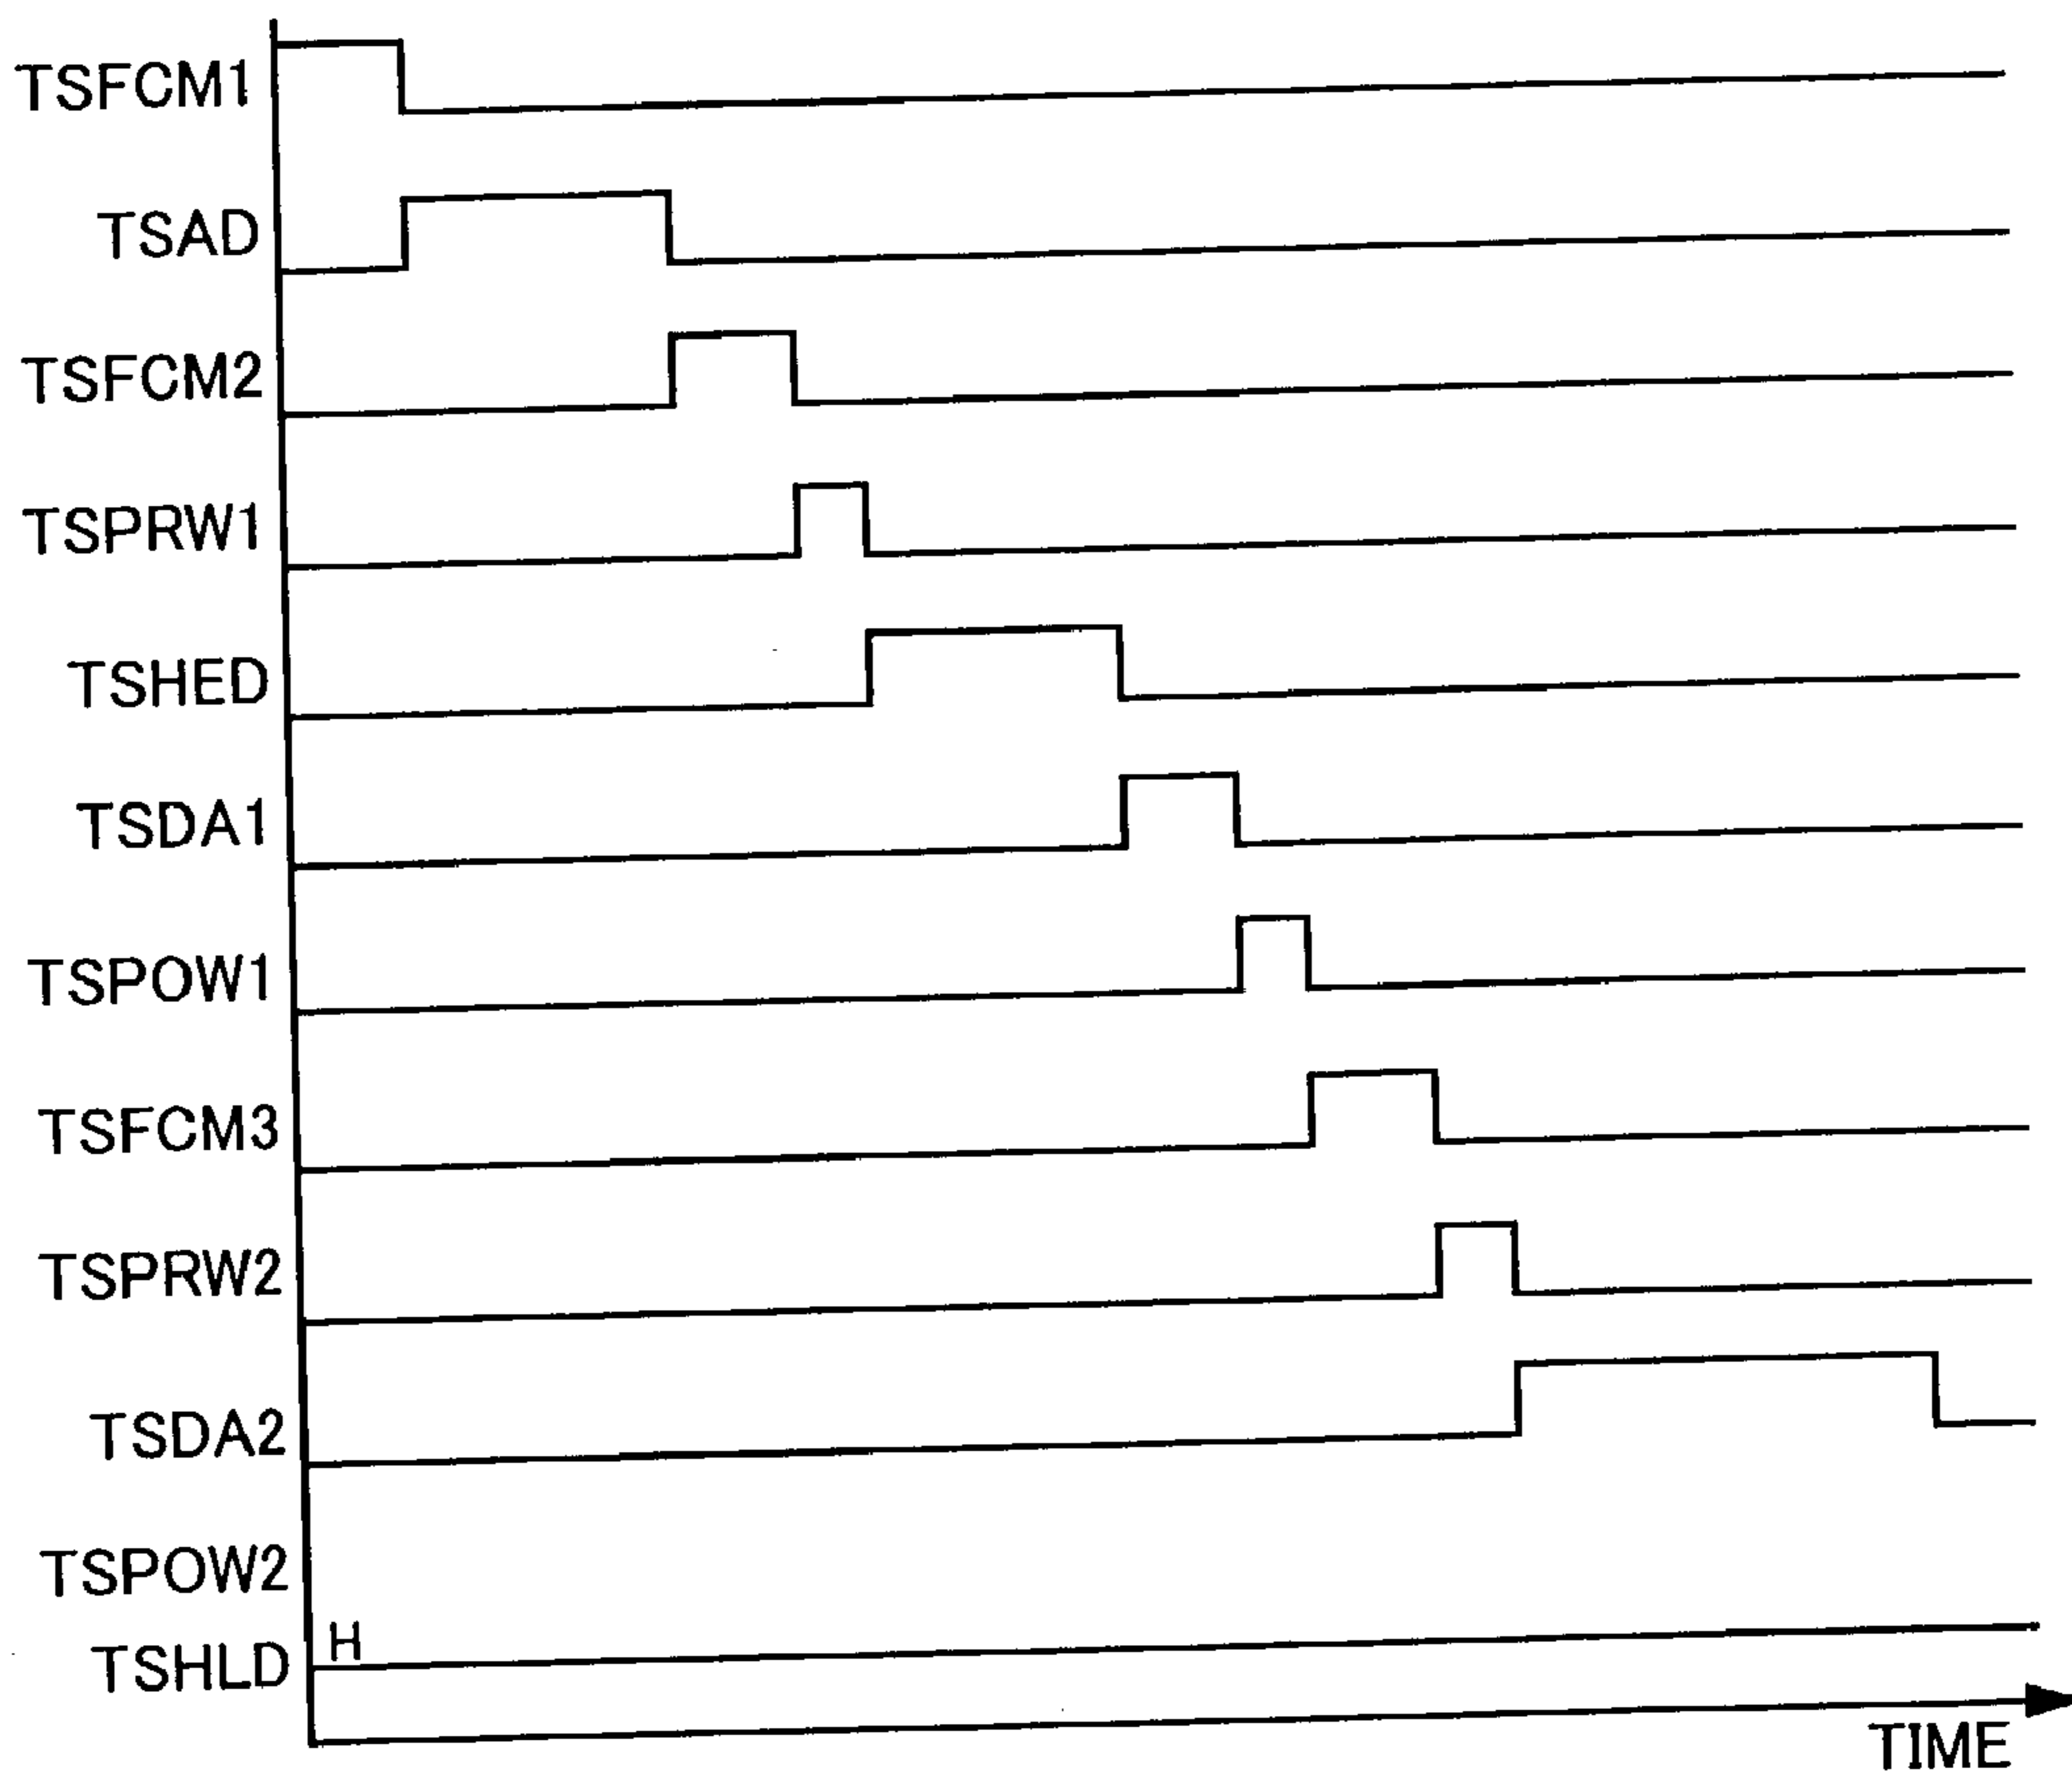 TSFCM1
TSAD
TSFCM2
TSPRW1
TSHED
TSDA1
TSPOW1
TSFCM3
TSPRW2
TSDA2
TSPOW2
H
TSHLD
TIME